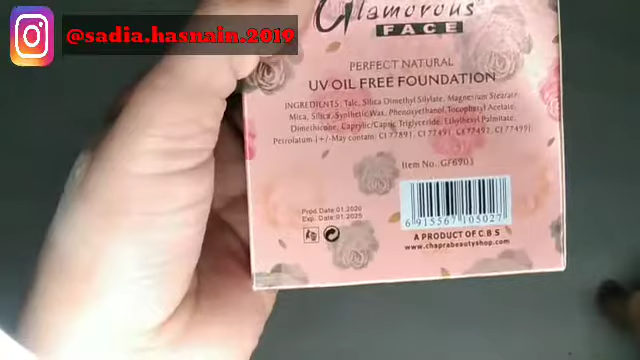 @sadia.hasnain.2019
Glamorous
FACE
PERFECT NATURAL
UV OIL FREE FOUNDATION
INGREDIENTS: Talc, Silica Dimethyl Silylate, Magnesium Stearate,
Mica, Silica, Synthetic Wax, Phenoxyethanol, Tocopheryl Acetate,
Dimethicone, Caprylic/Capric Triglyceride, Ethylhexyl Palmitate,
Petrolatum [+/-May contain: CI 77891, CI 77491, CI 77492, CI 77499].
Item No.: GF6903
Prod. Date:01.2020
Exp. Date:01.2025
6 915567 105027
A PRODUCT OF C.B.S
www.chaprabeautyshop.com